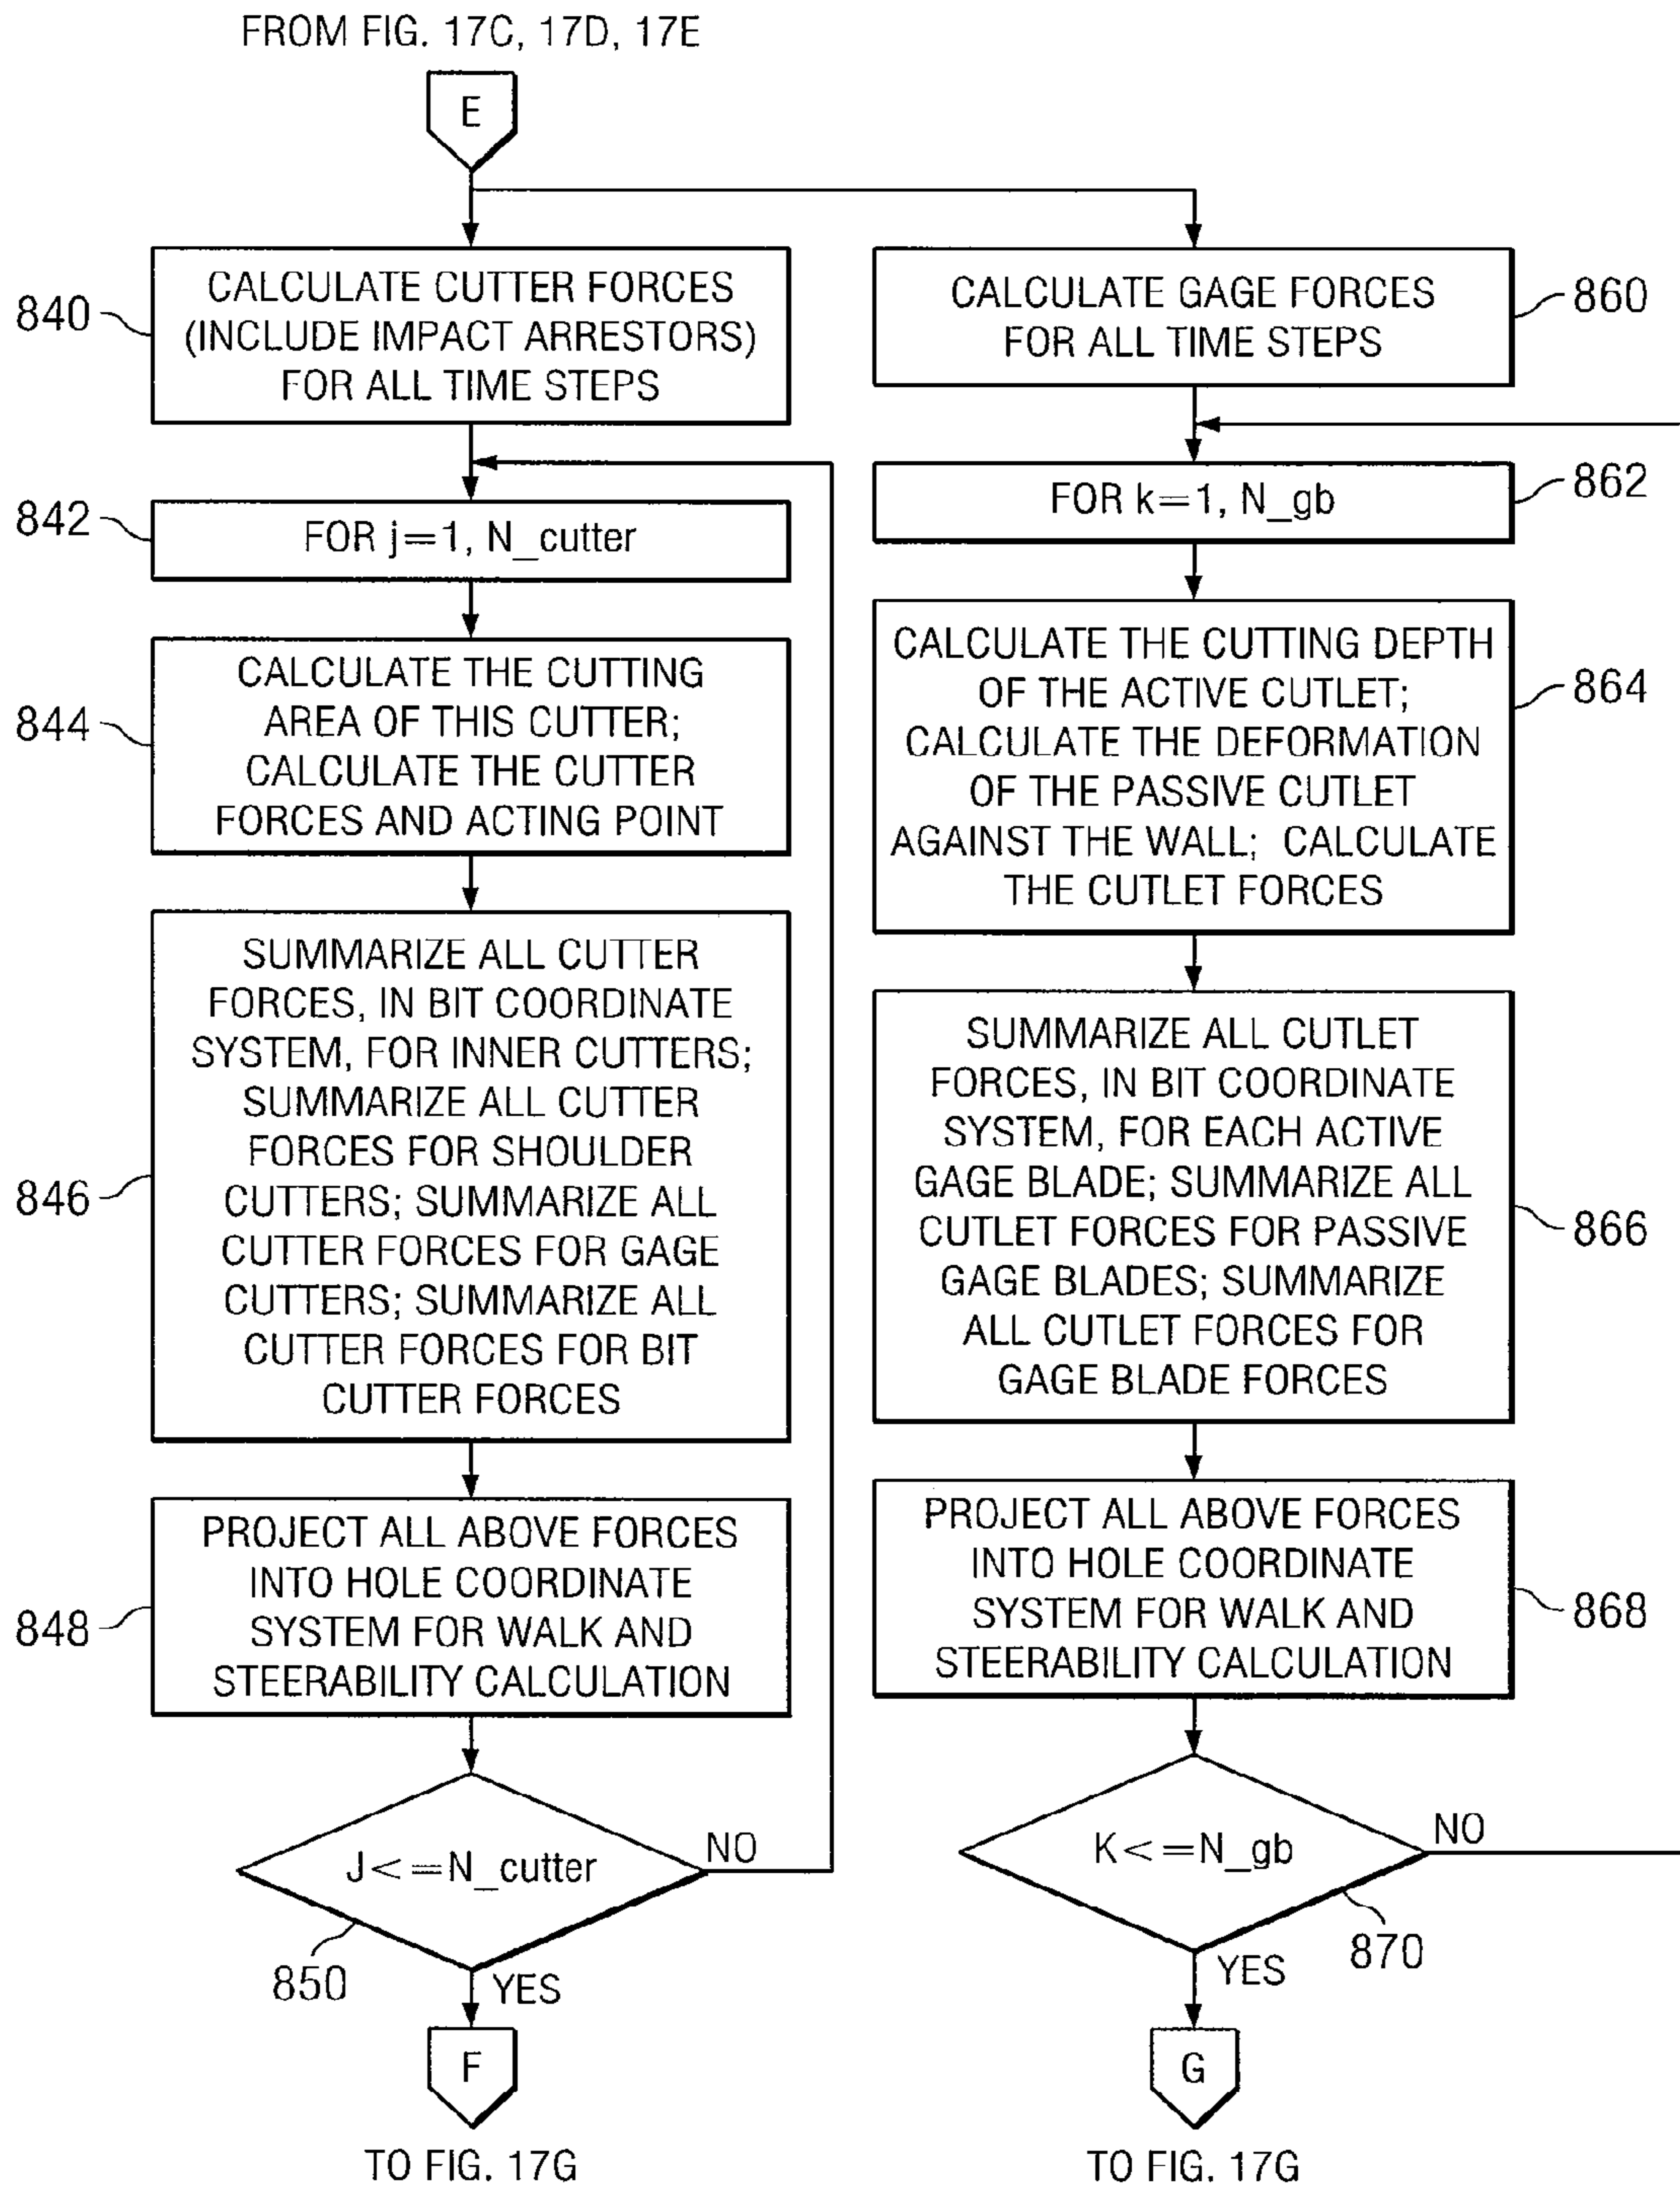 FROM FIG. 17C, 17D, 17E
E
840
CALCULATE CUTTER FORCES
(INCLUDE IMPACT ARRESTORS)
FOR ALL TIME STEPS
842
FOR j=1, N_cutter
844
CALCULATE THE CUTTING
AREA OF THIS CUTTER;
CALCULATE THE CUTTER
FORCES AND ACTING POINT
846
SUMMARIZE ALL CUTTER
FORCES, IN BIT COORDINATE
SYSTEM, FOR INNER CUTTERS;
SUMMARIZE ALL CUTTER
FORCES FOR SHOULDER
CUTTERS; SUMMARIZE ALL
CUTTER FORCES FOR GAGE
CUTTERS; SUMMARIZE ALL
CUTTER FORCES FOR BIT
CUTTER FORCES
848
PROJECT ALL ABOVE FORCES
INTO HOLE COORDINATE
SYSTEM FOR WALK AND
STEERABILITY CALCULATION
J<=N_cutter
NO
850
YES
F
TO FIG. 17G
CALCULATE GAGE FORCES
FOR ALL TIME STEPS
860
FOR k=1, N_gb
862
CALCULATE THE CUTTING DEPTH
OF THE ACTIVE CUTLET;
CALCULATE THE DEFORMATION
OF THE PASSIVE CUTLET
AGAINST THE WALL; CALCULATE
THE CUTLET FORCES
864
SUMMARIZE ALL CUTLET
FORCES, IN BIT COORDINATE
SYSTEM, FOR EACH ACTIVE
GAGE BLADE; SUMMARIZE ALL
CUTLET FORCES FOR PASSIVE
GAGE BLADES; SUMMARIZE
ALL CUTLET FORCES FOR
GAGE BLADE FORCES
866
PROJECT ALL ABOVE FORCES
INTO HOLE COORDINATE
SYSTEM FOR WALK AND
STEERABILITY CALCULATION
868
K<=N_gb
NO
870
YES
G
TO FIG. 17G